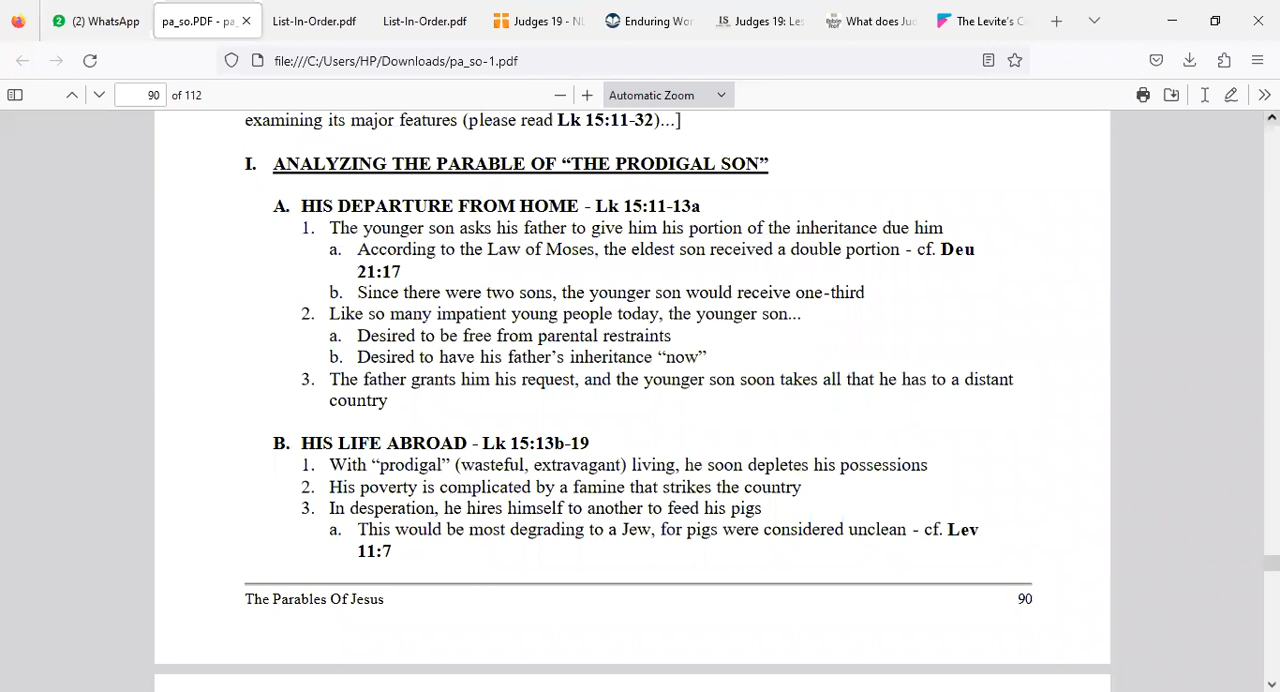 (2) WhatsApp
pa_so.PDF - pa_
List-In-Order.pdf
List-In-Order.pdf
Judges 19 - NL
Enduring Wor
Judges 19: Les
What does Jud
The Levite's C
file:///C:/Users/HP/Downloads/pa_so-1.pdf
90 of 112
Automatic Zoom
examining its major features (please read Lk 15:11-32)...]
I. ANALYZING THE PARABLE OF “THE PRODIGAL SON”
A. HIS DEPARTURE FROM HOME - Lk 15:11-13a
1. The younger son asks his father to give him his portion of the inheritance due him
a. According to the Law of Moses, the eldest son received a double portion - cf. Deu
21:17
b. Since there were two sons, the younger son would receive one-third
2. Like so many impatient young people today, the younger son...
a. Desired to be free from parental restraints
b. Desired to have his father’s inheritance “now”
3. The father grants him his request, and the younger son soon takes all that he has to a distant
country
B. HIS LIFE ABROAD - Lk 15:13b-19
1. With “prodigal” (wasteful, extravagant) living, he soon depletes his possessions
2. His poverty is complicated by a famine that strikes the country
3. In desperation, he hires himself to another to feed his pigs
a. This would be most degrading to a Jew, for pigs were considered unclean - cf. Lev
11:7
The Parables Of Jesus
90